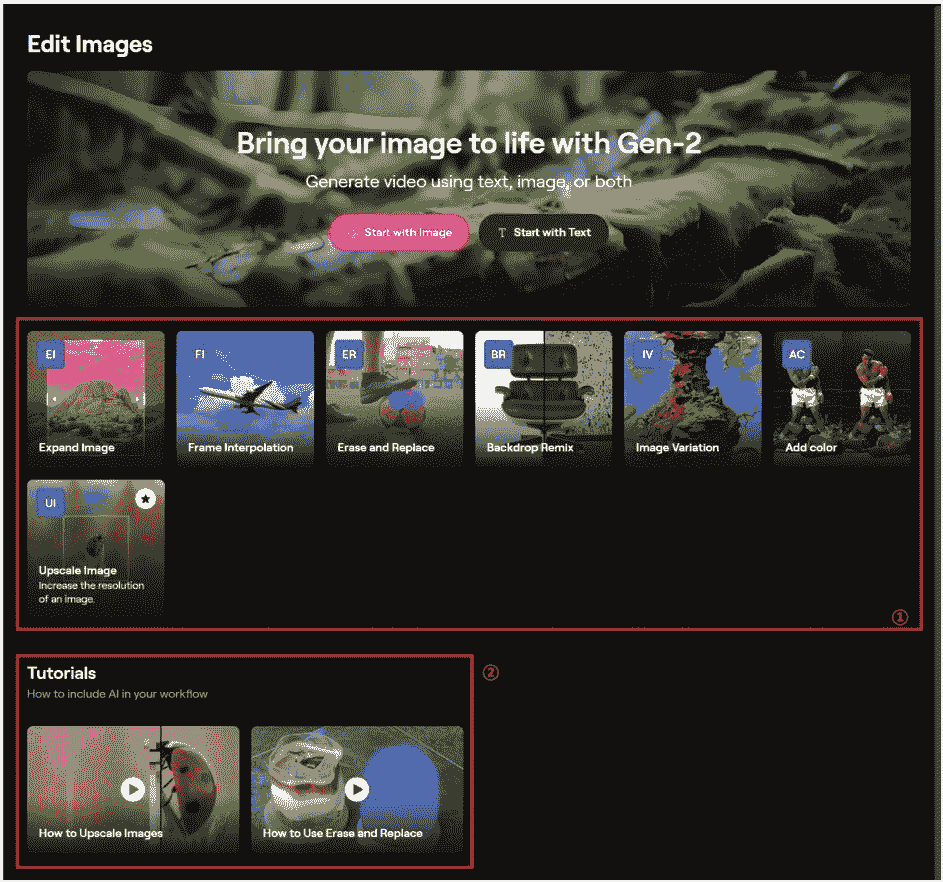 Edit Images
Bring your image to life with Gen-2
Generate video using text, image, or both
Start with Image
T Start with Text
EI
FI
ER
BR
IV
AC
Expand Image
Frame Interpolation
Erase and Replace
Backdrop Remix
Image Variation
Add color
UI
Upscale Image
Increase the resolution
of an image.
①
Tutorials
②
How to include AI in your workflow
How to Upscale Images
How to Use Erase and Replace